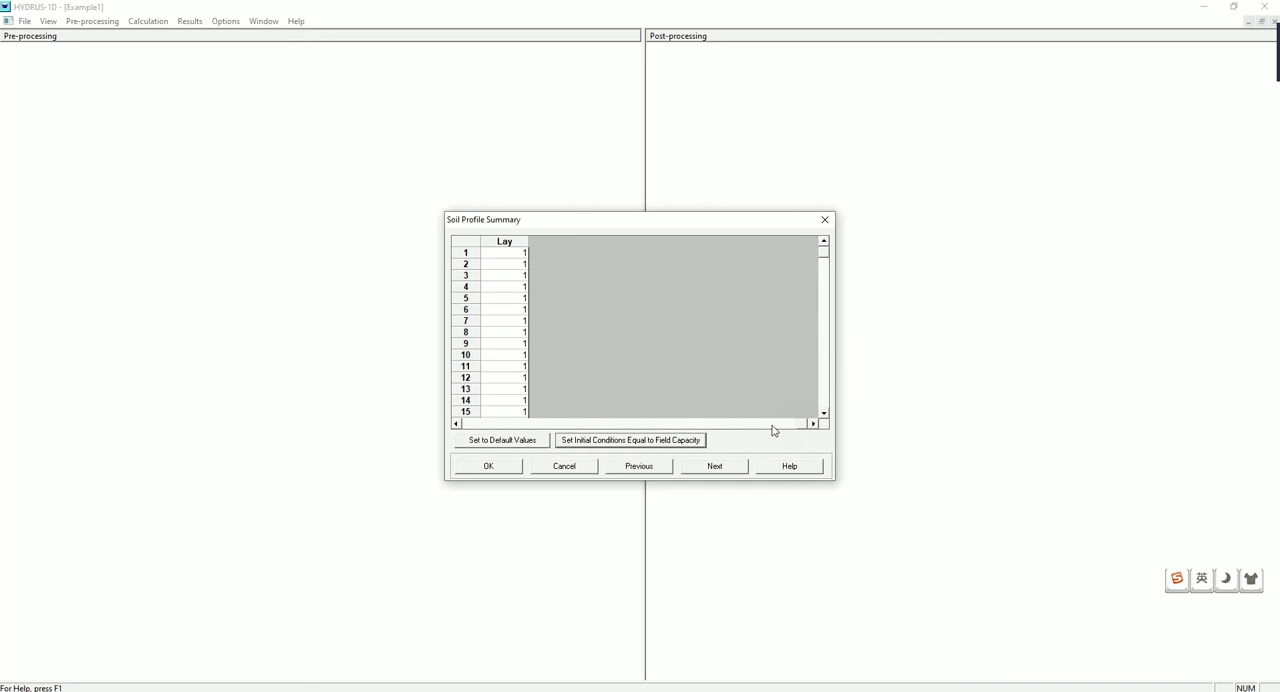 HYDRUS-1D - [Example1]
File View Pre-processing Calculation Results Options Window Help
Pre-processing
Post-processing
Soil Profile Summary
Lay
1 1
2 1
3 1
4 1
5 1
6 1
7 1
8 1
9 1
10 1
11 1
12 1
13 1
14 1
15 1
Set to Default Values Set Initial Conditions Equal to Field Capacity
OK Cancel Previous Next Help
英
For Help, press F1
NUM